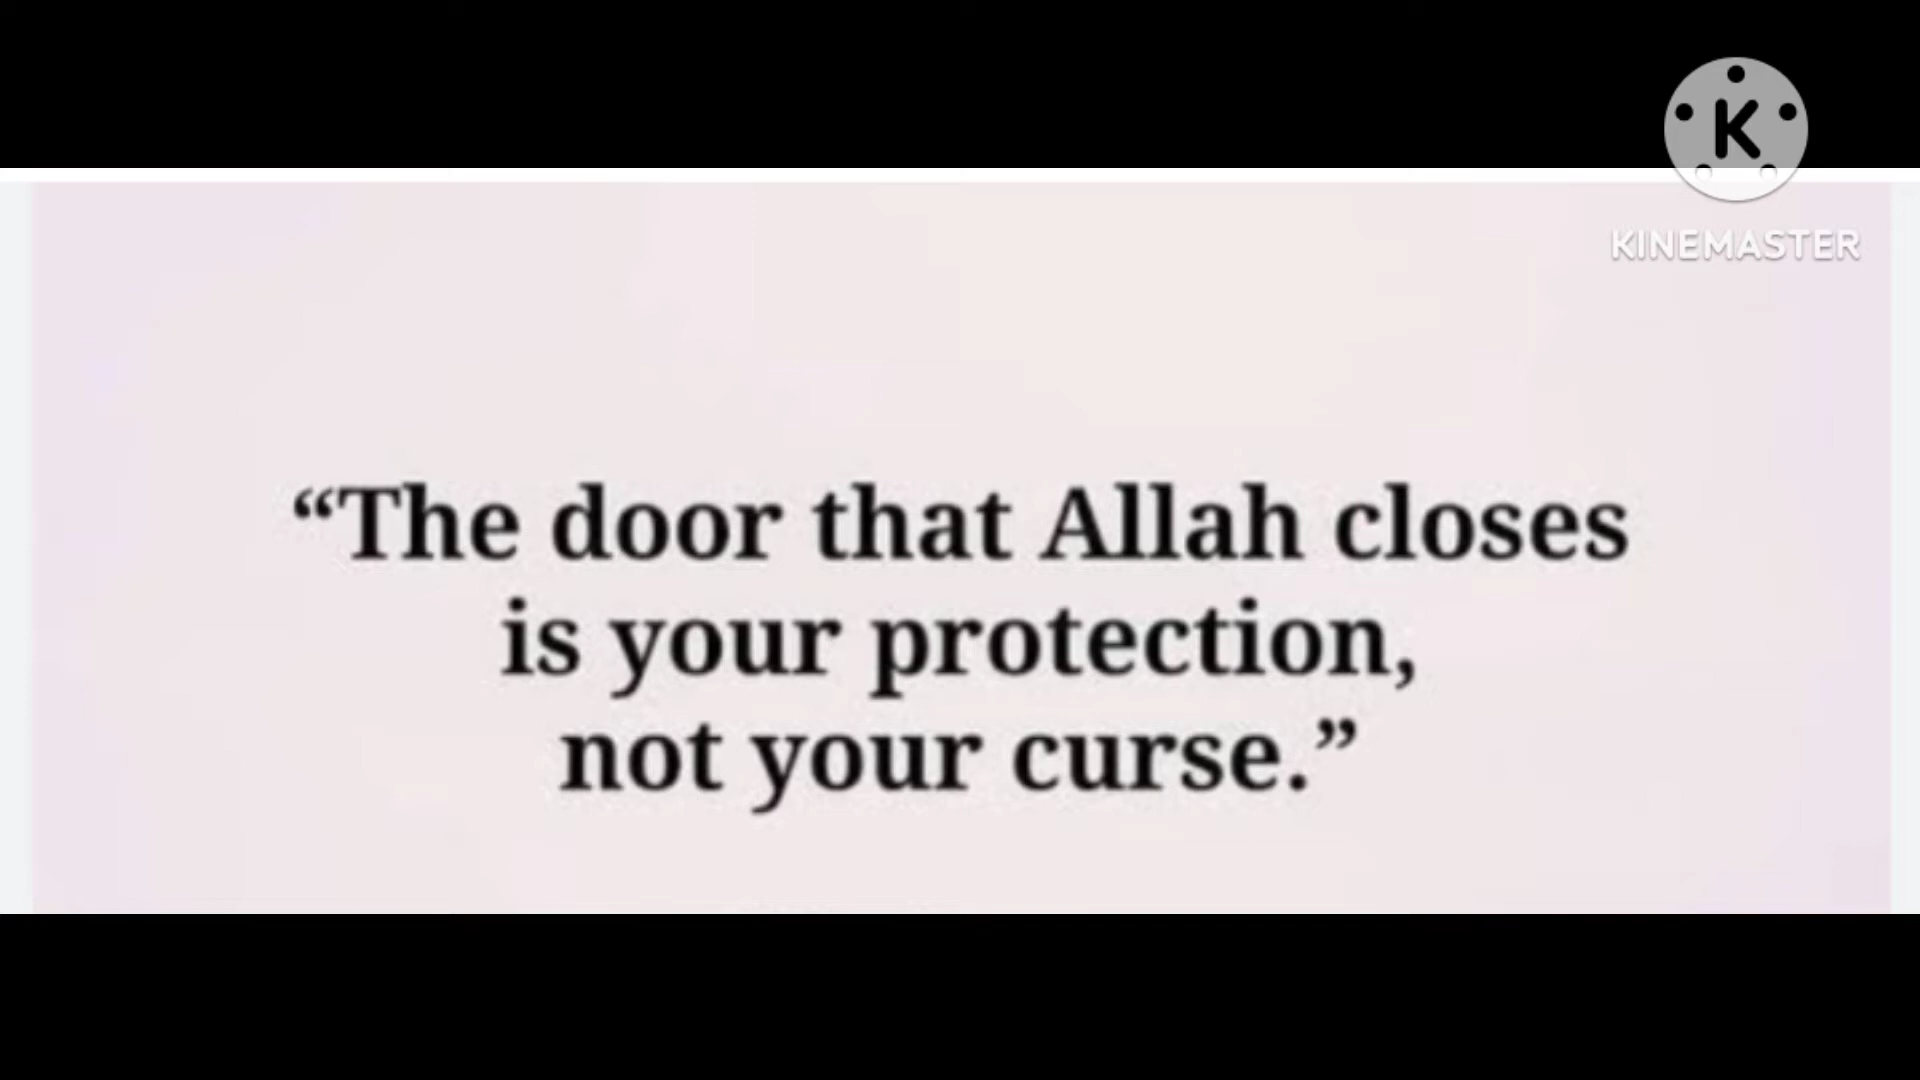 K
KINEMASTER
“The door that Allah closes
is your protection,
not your curse.”